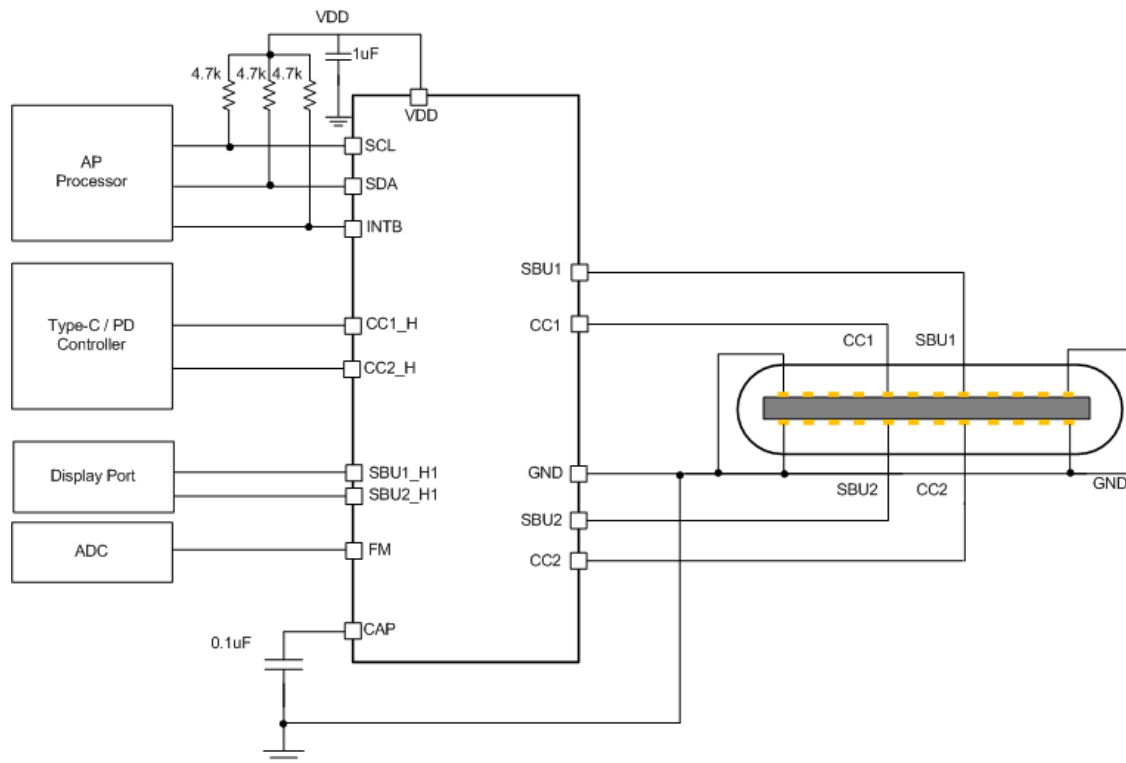 VDD
1uF
4.7k 4.7k 4.7k
VDD
AP
Processor
SCL
SDA
INTB
Type-C / PD
Controller
CC1_H
CC2_H
SBU1
CC1
CC1
SBU1
Display Port
SBU1_H1
SBU2_H1
GND
SBU2
CC2
GND
ADC
FM
SBU2
CC2
CAP
0.1uF